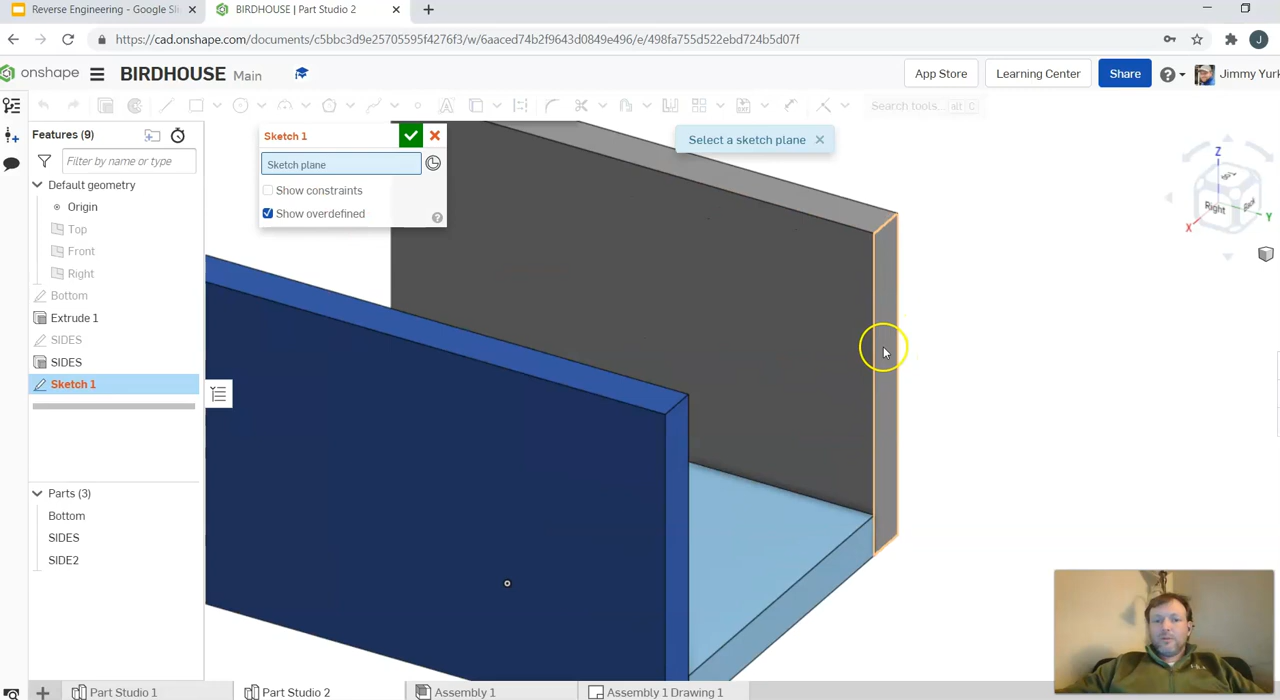 Reverse Engineering - Google Sli
BIRDHOUSE | Part Studio 2
https://cad.onshape.com/documents/c5bbc3d9e25705595f4276f3/w/6aaced74b2f9643d0849e496/e/498fa755d522ebd724b5d07f
J
onshape
BIRDHOUSE Main
App Store
Learning Center
Share
Jimmy Yurk
Search tools...
alt C
Features (9)
Filter by name or type
Default geometry
Origin
Top
Front
Right
Bottom
Extrude 1
SIDES
SIDES
Sketch 1
Sketch 1
Sketch plane
Show constraints
Show overdefined
Select a sketch plane
Z
Right
Back
X
Y
Parts (3)
Bottom
SIDES
SIDE2
Part Studio 1
Part Studio 2
Assembly 1
Assembly 1 Drawing 1